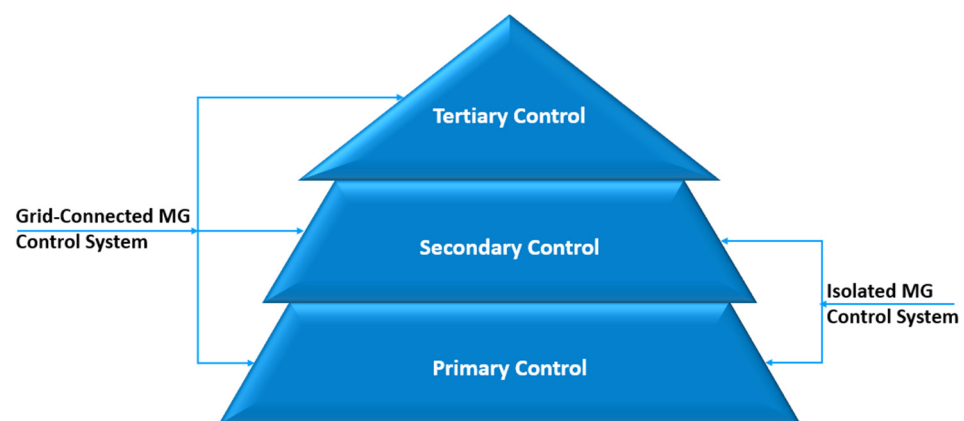 Tertiary Control
Grid-Connected MG
Control System
Secondary Control
Isolated MG
Control System
Primary Control